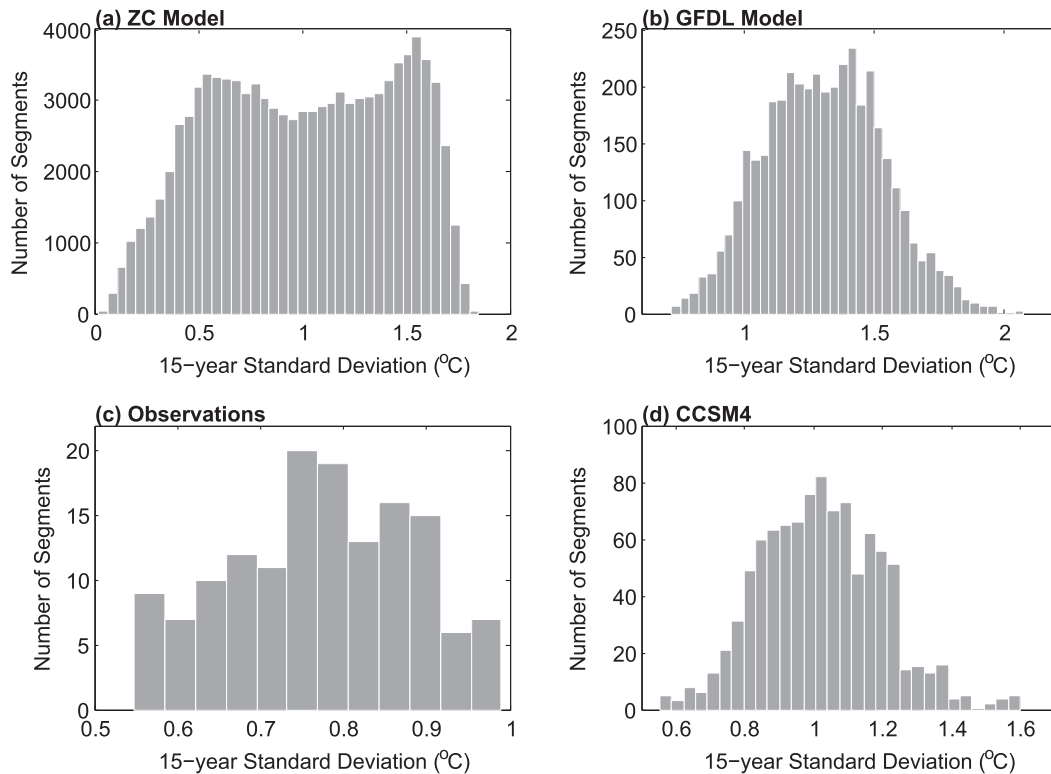 (a) ZC Model
4000
3000
2000
1000
0
Number of Segments
0 0.5 1 1.5 2
15−year Standard Deviation (°C)
(b) GFDL Model
250
200
150
100
50
0
Number of Segments
1 1.5 2
15−year Standard Deviation (°C)
(c) Observations
20
15
10
5
0
Number of Segments
0.5 0.6 0.7 0.8 0.9 1
15−year Standard Deviation (°C)
(d) CCSM4
100
80
60
40
20
0
Number of Segments
0.6 0.8 1 1.2 1.4 1.6
15−year Standard Deviation (°C)